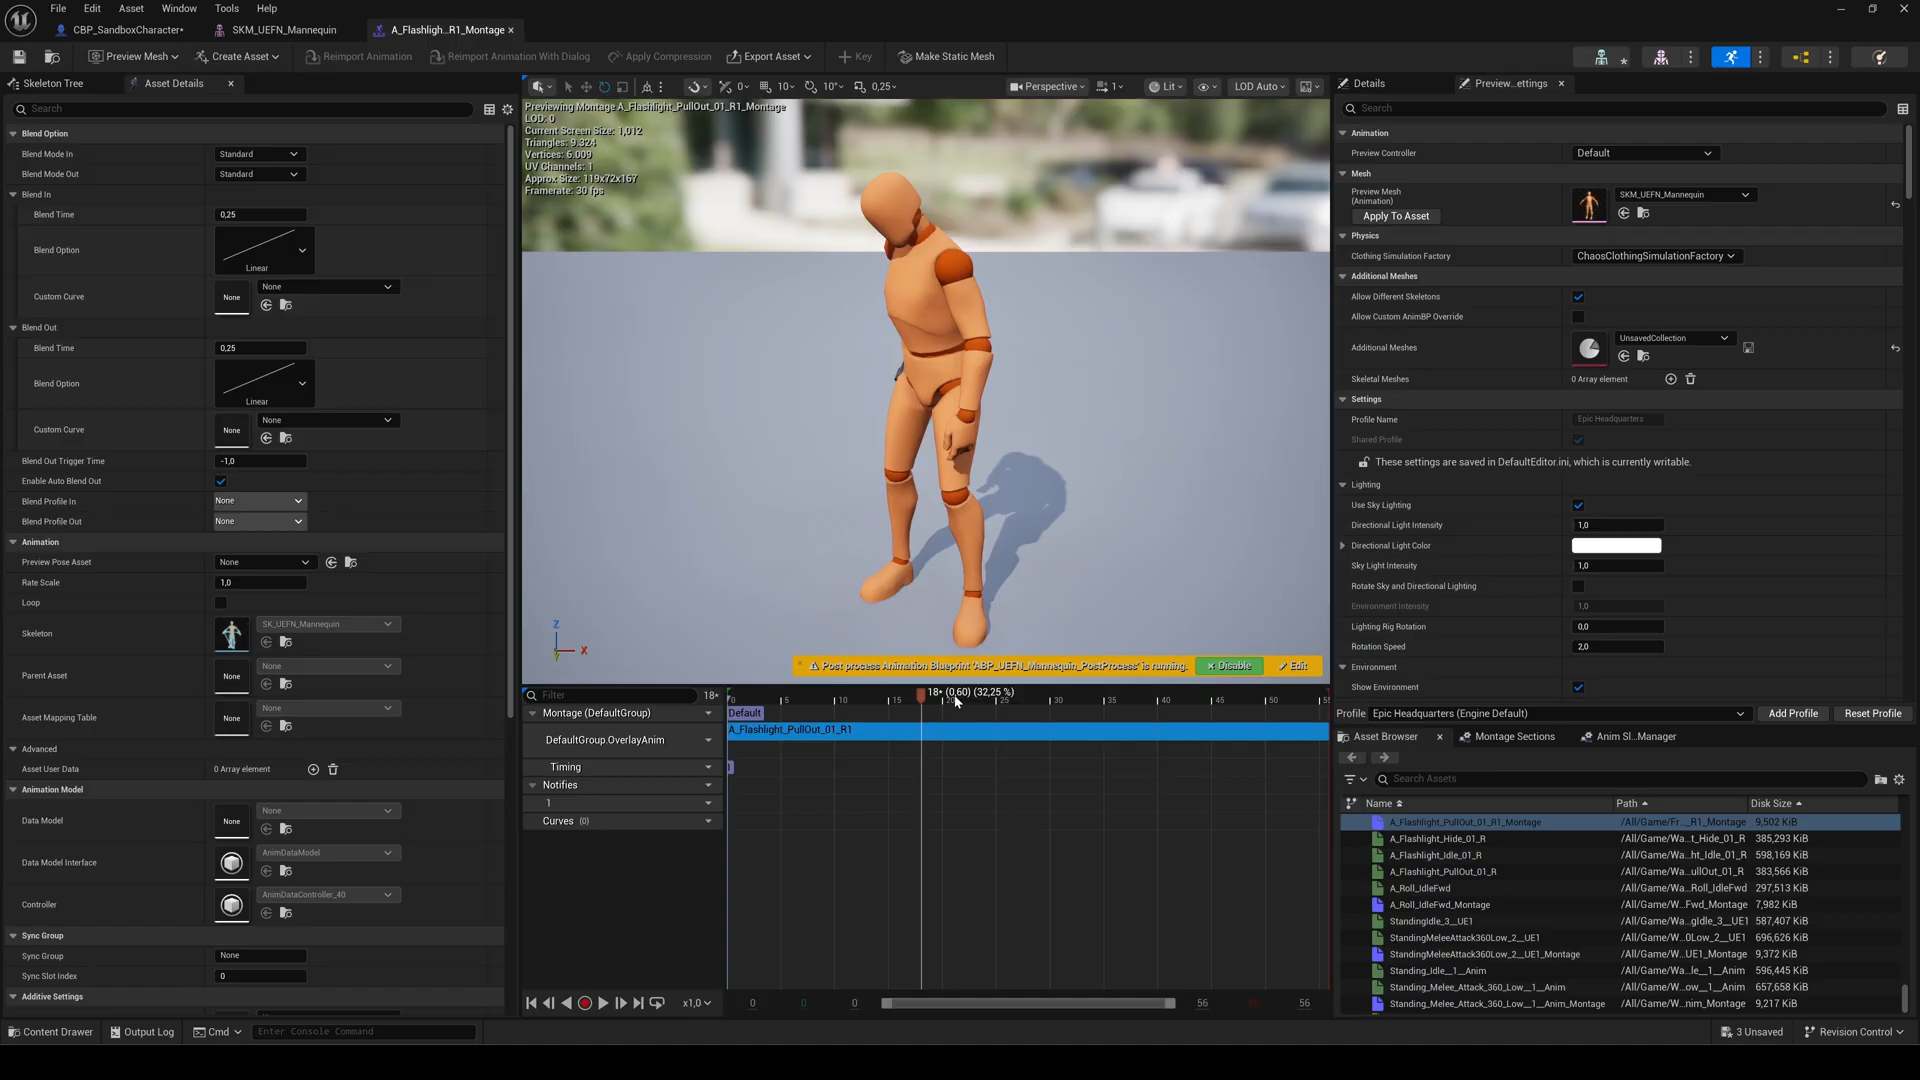 File Edit Asset Window Tools Help
CBP_SandboxCharacter* SKM_UEFN_Mannequin A_Flashligh...R1_Montage
Preview Mesh Create Asset Reimport Animation Reimport Animation With Dialog Apply Compression Export Asset Key Make Static Mesh
Skeleton Tree Asset Details
Search
Blend Option
Blend Mode In Standard
Blend Mode Out Standard
Blend In
Blend Time 0,25
Blend Option
Linear
Custom Curve None None
Blend Out
Blend Time 0,25
Blend Option
Linear
Custom Curve None None
Blend Out Trigger Time -1,0
Enable Auto Blend Out
Blend Profile In None
Blend Profile Out None
Animation
Preview Pose Asset None
Rate Scale 1,0
Loop
Skeleton SK_UEFN_Mannequin
Parent Asset None None
Asset Mapping Table None None
Advanced
Asset User Data 0 Array element
Animation Model
Data Model None None
Data Model Interface AnimDataModel
Controller AnimDataController_40
Sync Group
Sync Group None
Sync Slot Index 0
Additive Settings
0° 10 10° 0,25 Perspective 1 Lit LOD Auto
Previewing Montage A_Flashlight_PullOut_01_R1_Montage
LOD: 0
Current Screen Size: 1,012
Triangles: 9.324
Vertices: 6.009
UV Channels: 1
Approx Size: 119x72x167
Framerate: 30 fps
Z X
Post process Animation Blueprint 'ABP_UEFN_Mannequin_PostProcess' is running. Disable Edit
Filter 18* 0 5 10 15 20 25 30 35 40 45 50
18* (0,60) (32,25 %)
Montage (DefaultGroup) Default
A_Flashlight_PullOut_01_R1
DefaultGroup.OverlayAnim
Timing
Notifies
1
Curves (0)
x1,0 0 0 0 56 56
Details Preview...ettings
Search
Animation
Preview Controller Default
Mesh
Preview Mesh
(Animation)
SKM_UEFN_Mannequin
Apply To Asset
Physics
Clothing Simulation Factory ChaosClothingSimulationFactory
Additional Meshes
Allow Different Skeletons
Allow Custom AnimBP Override
Additional Meshes UnsavedCollection
Skeletal Meshes 0 Array element
Settings
Profile Name Epic Headquarters
Shared Profile
These settings are saved in DefaultEditor.ini, which is currently writable.
Lighting
Use Sky Lighting
Directional Light Intensity 1,0
Directional Light Color
Sky Light Intensity 1,0
Rotate Sky and Directional Lighting
Environment Intensity 1,0
Lighting Rig Rotation 0,0
Rotation Speed 2,0
Environment
Show Environment
Profile Epic Headquarters (Engine Default) Add Profile Reset Profile
Asset Browser Montage Sections Anim Sl...Manager
Search Assets
Name Path Disk Size
A_Flashlight_PullOut_01_R1_Montage /All/Game/Fr..._R1_Montage 9,502 KiB
A_Flashlight_Hide_01_R /All/Game/Wa...t_Hide_01_R 385,293 KiB
A_Flashlight_Idle_01_R /All/Game/Wa...ht_Idle_01_R 598,169 KiB
A_Flashlight_PullOut_01_R /All/Game/Wa...ullOut_01_R 383,566 KiB
A_Roll_IdleFwd /All/Game/Wa...Roll_IdleFwd 297,513 KiB
A_Roll_IdleFwd_Montage /All/Game/W...Fwd_Montage 7,982 KiB
StandingIdle_3__UE1 /All/Game/Wa...gIdle_3__UE1 587,407 KiB
StandingMeleeAttack360Low_2__UE1 /All/Game/W...0Low_2__UE1 696,626 KiB
StandingMeleeAttack360Low_2__UE1_Montage /All/Game/W...UE1_Montage 9,372 KiB
Standing_Idle__1__Anim /All/Game/Wa...le__1__Anim 596,445 KiB
Standing_Melee_Attack_360_Low__1__Anim /All/Game/W...ow__1__Anim 657,658 KiB
Standing_Melee_Attack_360_Low__1__Anim_Montage /All/Game/W...nim_Montage 9,217 KiB
Content Drawer Output Log Cmd Enter Console Command 3 Unsaved Revision Control